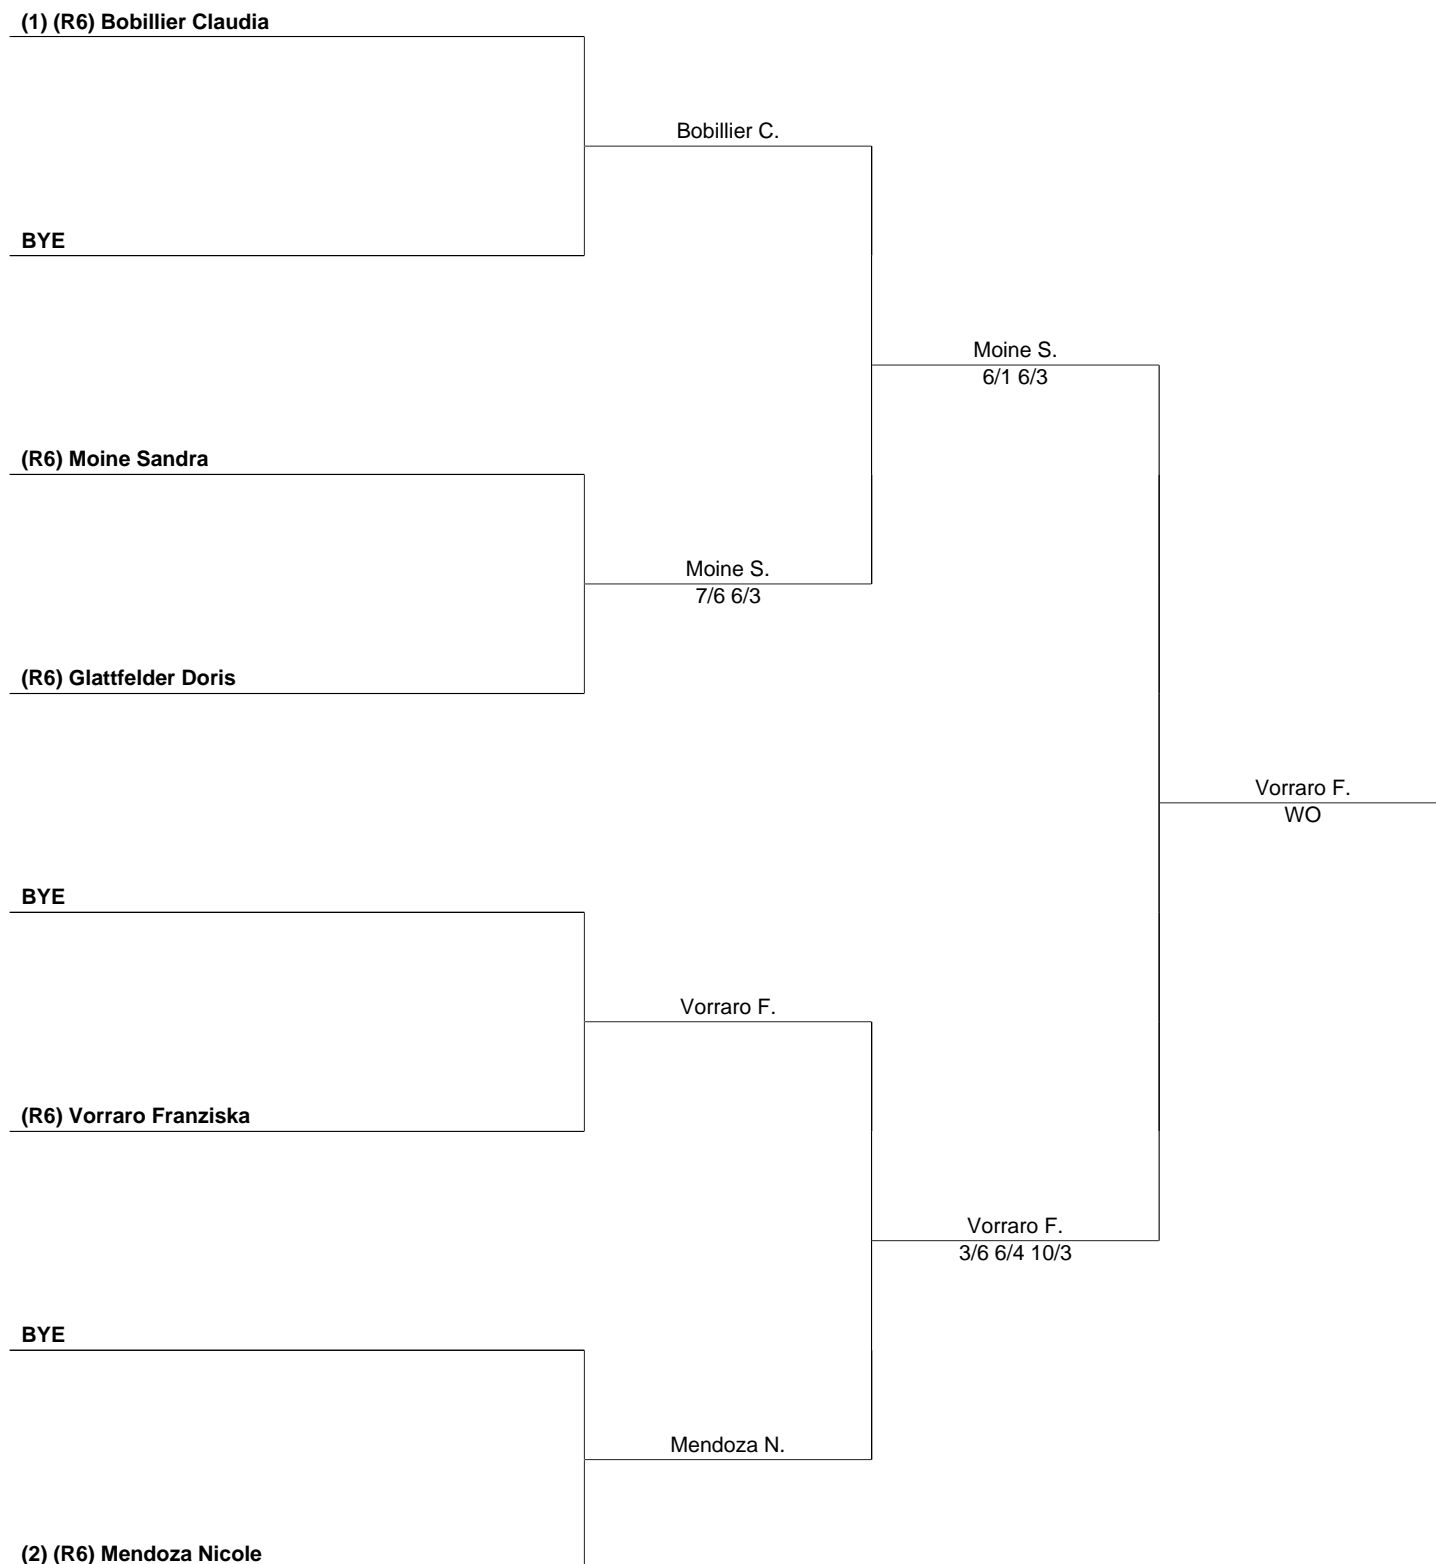 (1) (R6) Bobillier Claudia
Bobillier C.
BYE
Moine S.
6/1 6/3
(R6) Moine Sandra
Moine S.
7/6 6/3
(R6) Glattfelder Doris
Vorraro F.
WO
BYE
Vorraro F.
(R6) Vorraro Franziska
Vorraro F.
3/6 6/4 10/3
BYE
Mendoza N.
(2) (R6) Mendoza Nicole